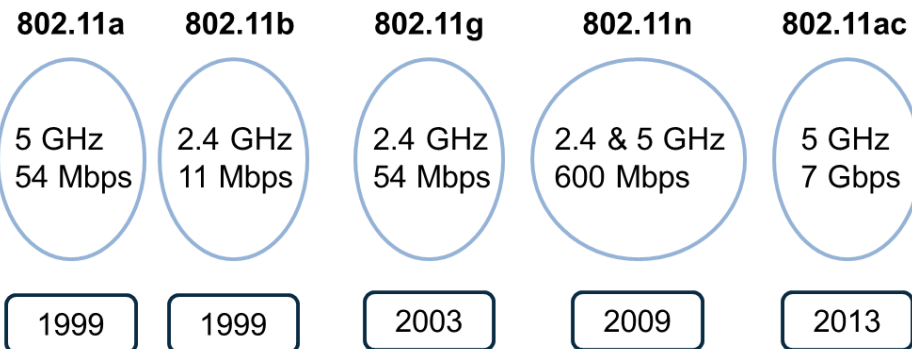 802.11a 802.11b 802.11g 802.11n 802.11ac
5 GHz 2.4 GHz 2.4 GHz 2.4 & 5 GHz 5 GHz
54 Mbps 11 Mbps 54 Mbps 600 Mbps 7 Gbps
1999 1999 2003 2009 2013